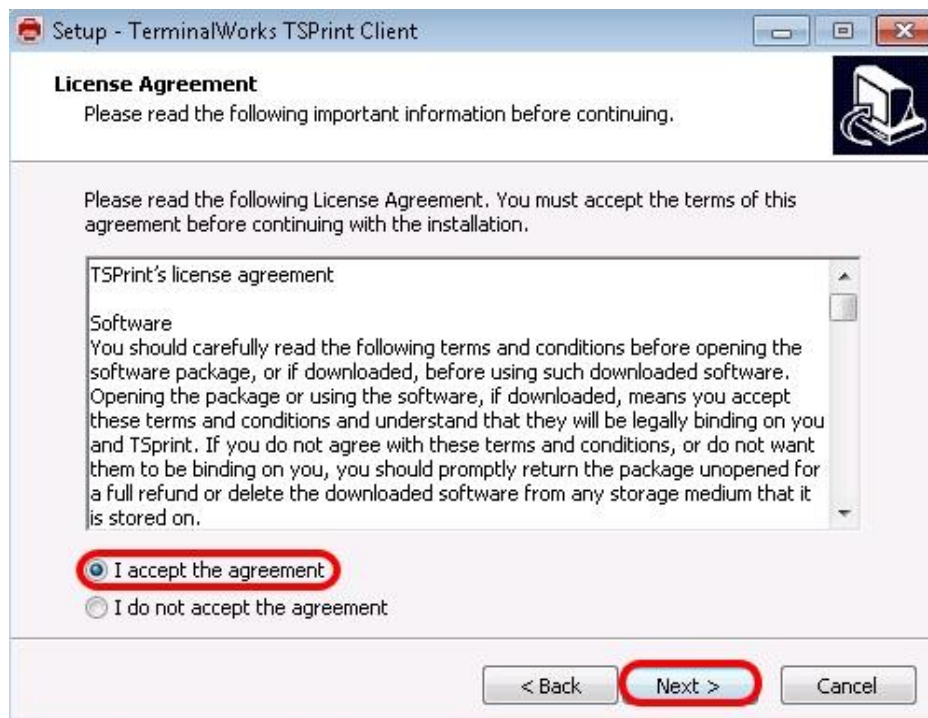 Setup - TerminalWorks TSPrint Client
License Agreement
Please read the following important information before continuing.
Please read the following License Agreement. You must accept the terms of this
agreement before continuing with the installation.
TSPrint's license agreement
Software
You should carefully read the following terms and conditions before opening the
software package, or if downloaded, before using such downloaded software.
Opening the package or using the software, if downloaded, means you accept
these terms and conditions and understand that they will be legally binding on you
and TSprint. If you do not agree with these terms and conditions, or do not want
them to be binding on you, you should promptly return the package unopened for
a full refund or delete the downloaded software from any storage medium that it
is stored on.
I accept the agreement
I do not accept the agreement
< Back Next > Cancel